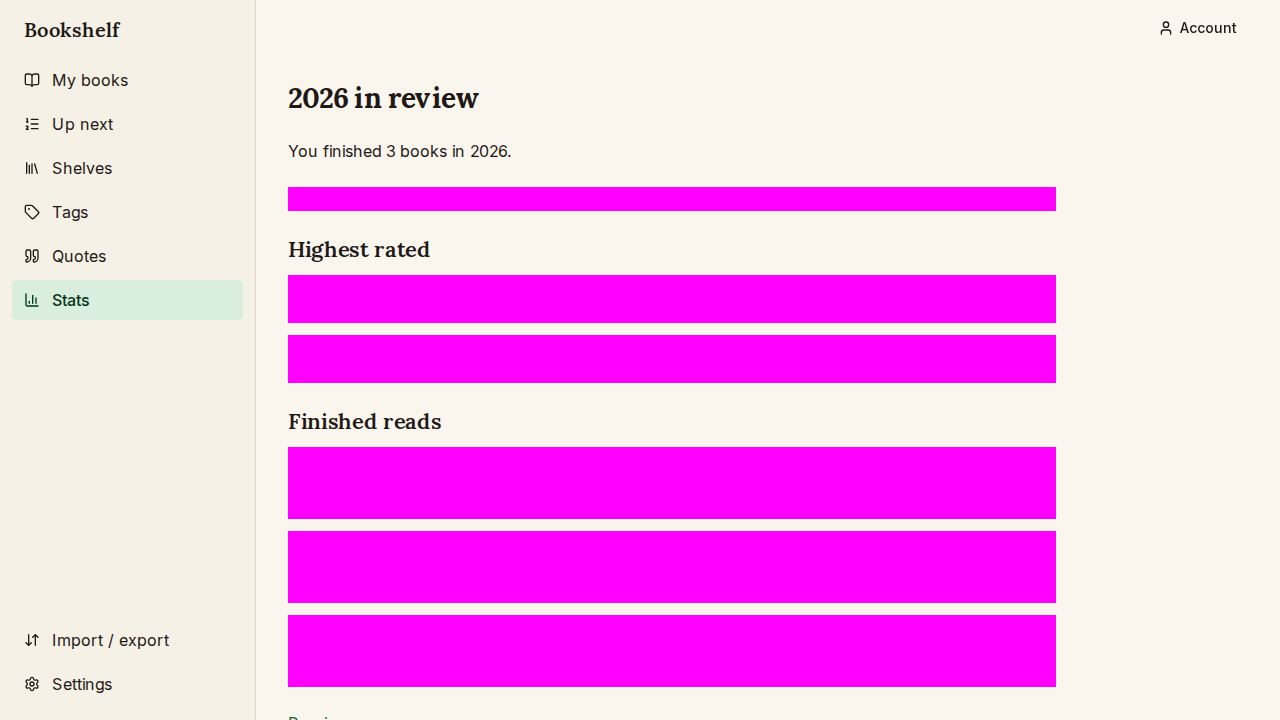 Bookshelf
My books
Up next
Shelves
Tags
Quotes
Stats
Import / export
Settings
Account
2026 in review
You finished 3 books in 2026.
Highest rated
Finished reads